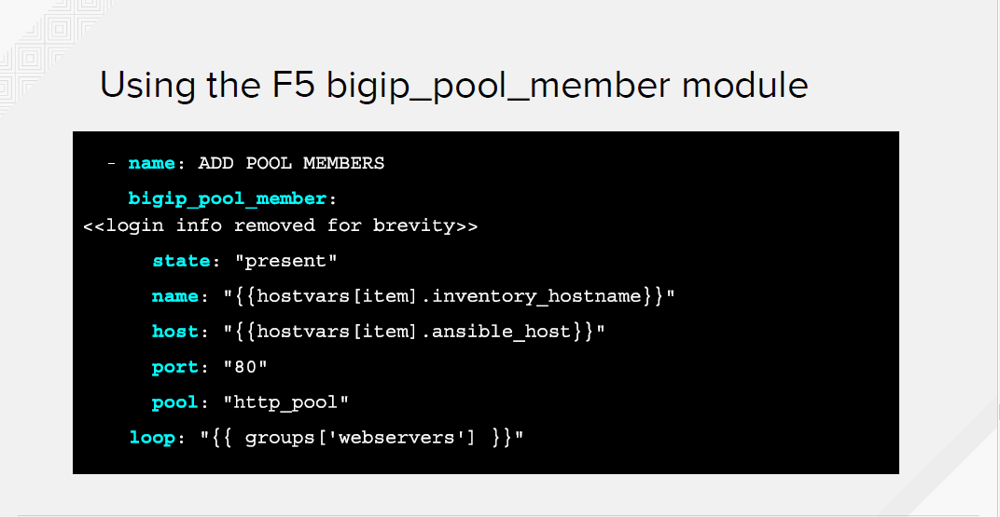 Using the F5 bigip_pool_member module
- name: ADD POOL MEMBERS
bigip_pool_member:
<<login info removed for brevity>>
state: "present"
name: "{{hostvars[item].inventory_hostname}}"
host: "{{hostvars[item].ansible_host}}"
port: "80"
pool: "http_pool"
loop: "{{ groups['webservers'] }}"